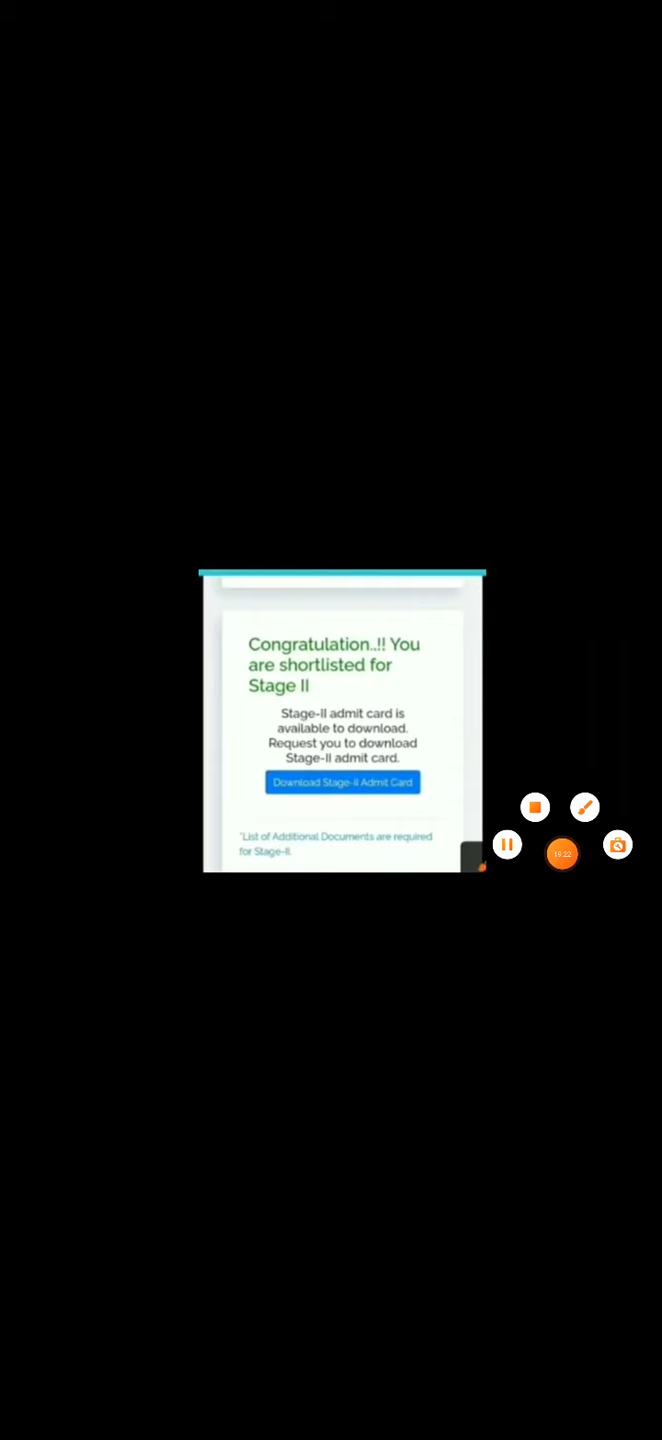 Congratulation..!! You
are shortlisted for
Stage II
Stage-II admit card is
available to download.
Request you to download
Stage-II admit card.
Download Stage-II Admit Card
*List of Additional Documents are required
for Stage-II.